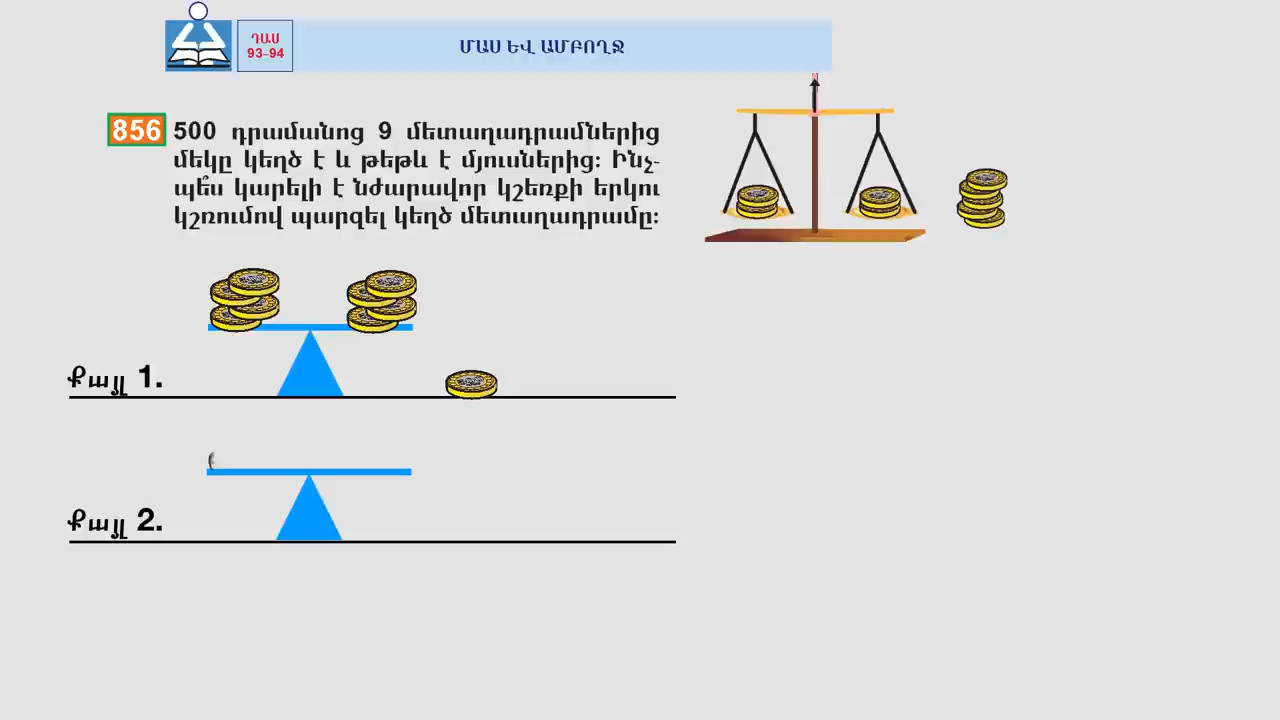 ԴԱՍ
93-94
ՄԱՍ ԵՎ ԱՄԲՈՂՋ
856
500 դրամանոց 9 մետաղադրամներից
մեկը կեղծ է և թեթև է մյուսներից։ Ինչ-
պե՞ս կարելի է նժարավոր կշեռքի երկու
կշռումով պարզել կեղծ մետաղադրամը։
Քայլ 1.
Քայլ 2.